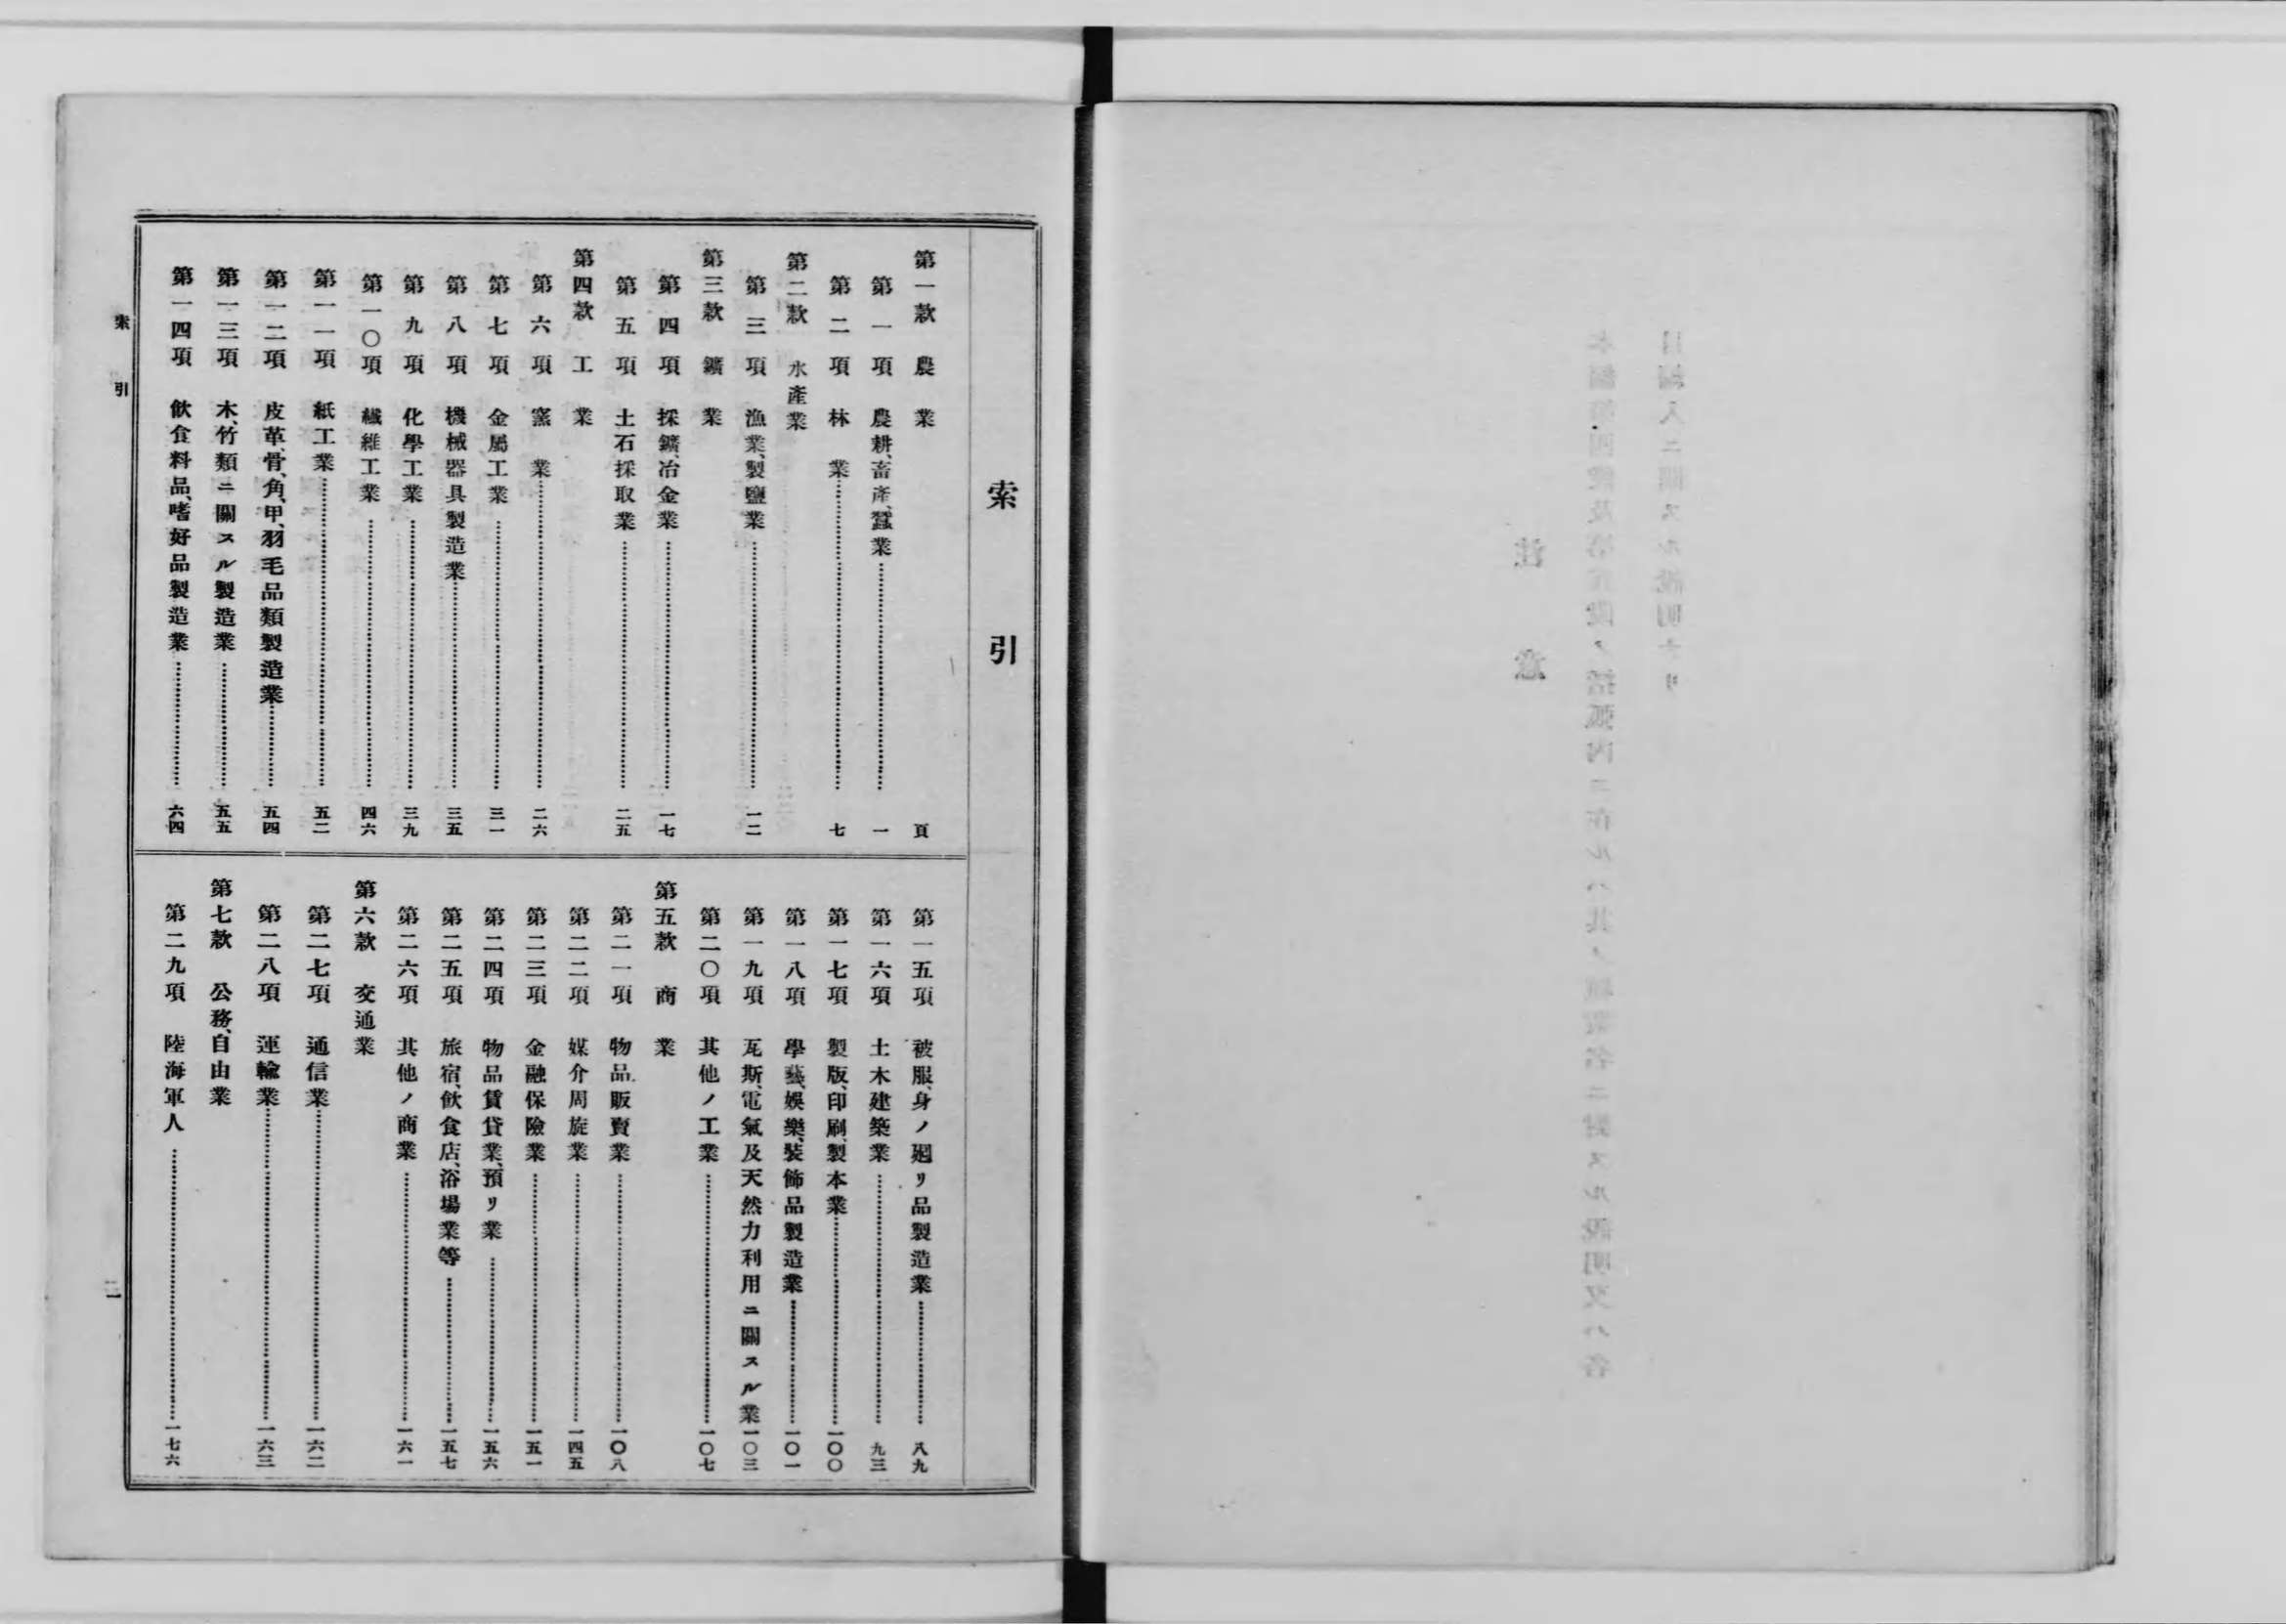 索引
第一款 農業 頁
第一項 農耕、畜產、蠶業 一
第二項 林業 七
第二款 水產業
第三項 漁業、製鹽業 一二
第三款 鑛業
第四項 採鑛、冶金業 一七
第五項 土石採取業 二五
第四款 工業
第六項 窯業 二六
第七項 金屬工業 三一
第八項 機械器具製造業 三五
第九項 化學工業 三九
第一〇項 纖維工業 四六
第一一項 紙工業 五二
第一二項 皮革、骨、角、甲、羽毛品類製造業 五四
第一三項 木、竹類ニ關スル製造業 五五
第一四項 飮食料品、嗜好品製造業 六四
第一五項 被服、身ノ廻リ品製造業 八九
第一六項 土木建築業 九三
第一七項 製版、印刷、製本業 一〇〇
第一八項 學藝、娛樂、裝飾品製造業 一〇一
第一九項 瓦斯、電氣及天然力利用ニ關スル業 一〇三
第二〇項 其他ノ工業 一〇七
第五款 商業
第二一項 物品販賣業 一〇八
第二二項 媒介周旋業 一四五
第二三項 金融保險業 一五一
第二四項 物品賃貸業、預リ業 一五六
第二五項 旅宿、飮食店、浴場業等 一五七
第二六項 其他ノ商業 一六一
第六款 交通業
第二七項 通信業 一六二
第二八項 運輸業 一六三
第七款 公務、自由業
第二九項 陸海軍人 一七六
索引
一